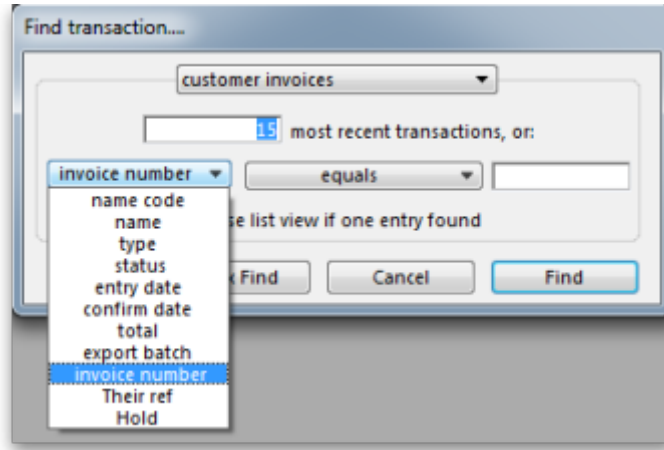 Find transaction....
customer invoices
15 most recent transactions, or:
invoice number equals
name code
name
se list view if one entry found
type
status
entry date
Find Cancel Find
confirm date
total
export batch
invoice number
Their ref
Hold